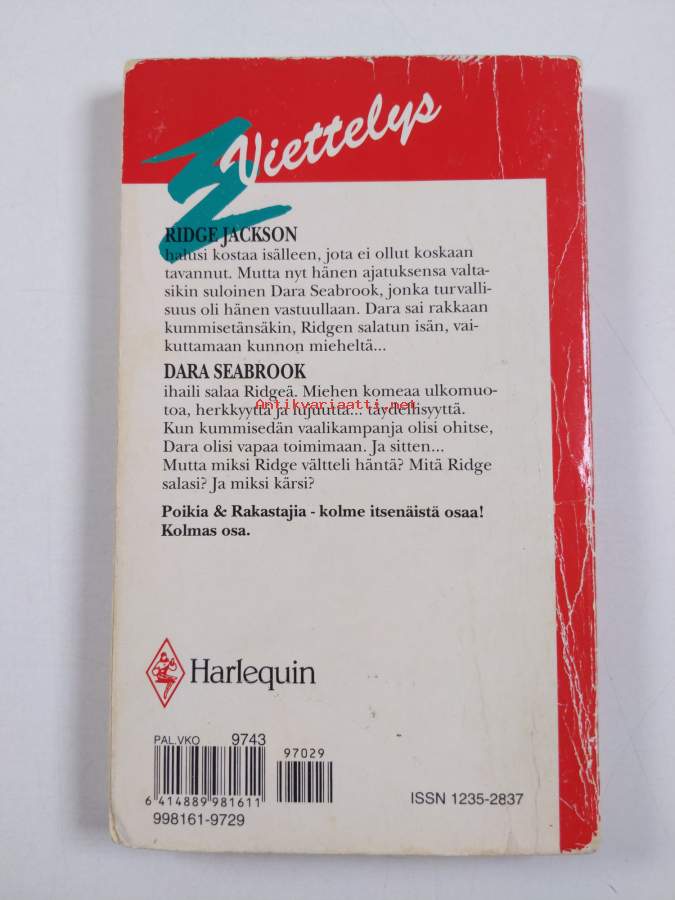 Viettelys
RIDGE JACKSON
halusi kostaa isälleen, jota ei ollut koskaan
tavannut. Mutta nyt hänen ajatuksensa valta-
sikin suloinen Dara Seabrook, jonka turvalli-
suus oli hänen vastuullaan. Dara sai rakkaan
kummisetänsäkin, Ridgen salatun isän, vai-
kuttamaan kunnon mieheltä...
DARA SEABROOK
ihaili salaa Ridgeä. Miehen komeaa ulkomuo-
toa, herkkyyttä ja lujuutta... täydellisyyttä.
Antikvariaatti.net
Kun kummisedän vaalikampanja olisi ohitse,
Dara olisi vapaa toimimaan. Ja sitten...
Mutta miksi Ridge vältteli häntä? Mitä Ridge
salasi? Ja miksi kärsi?
Poikia & Rakastajia - kolme itsenäistä osaa!
Kolmas osa.
Harlequin
PAL.VKO 9743
97029
6 414889 981611
998161-9729
ISSN 1235-2837